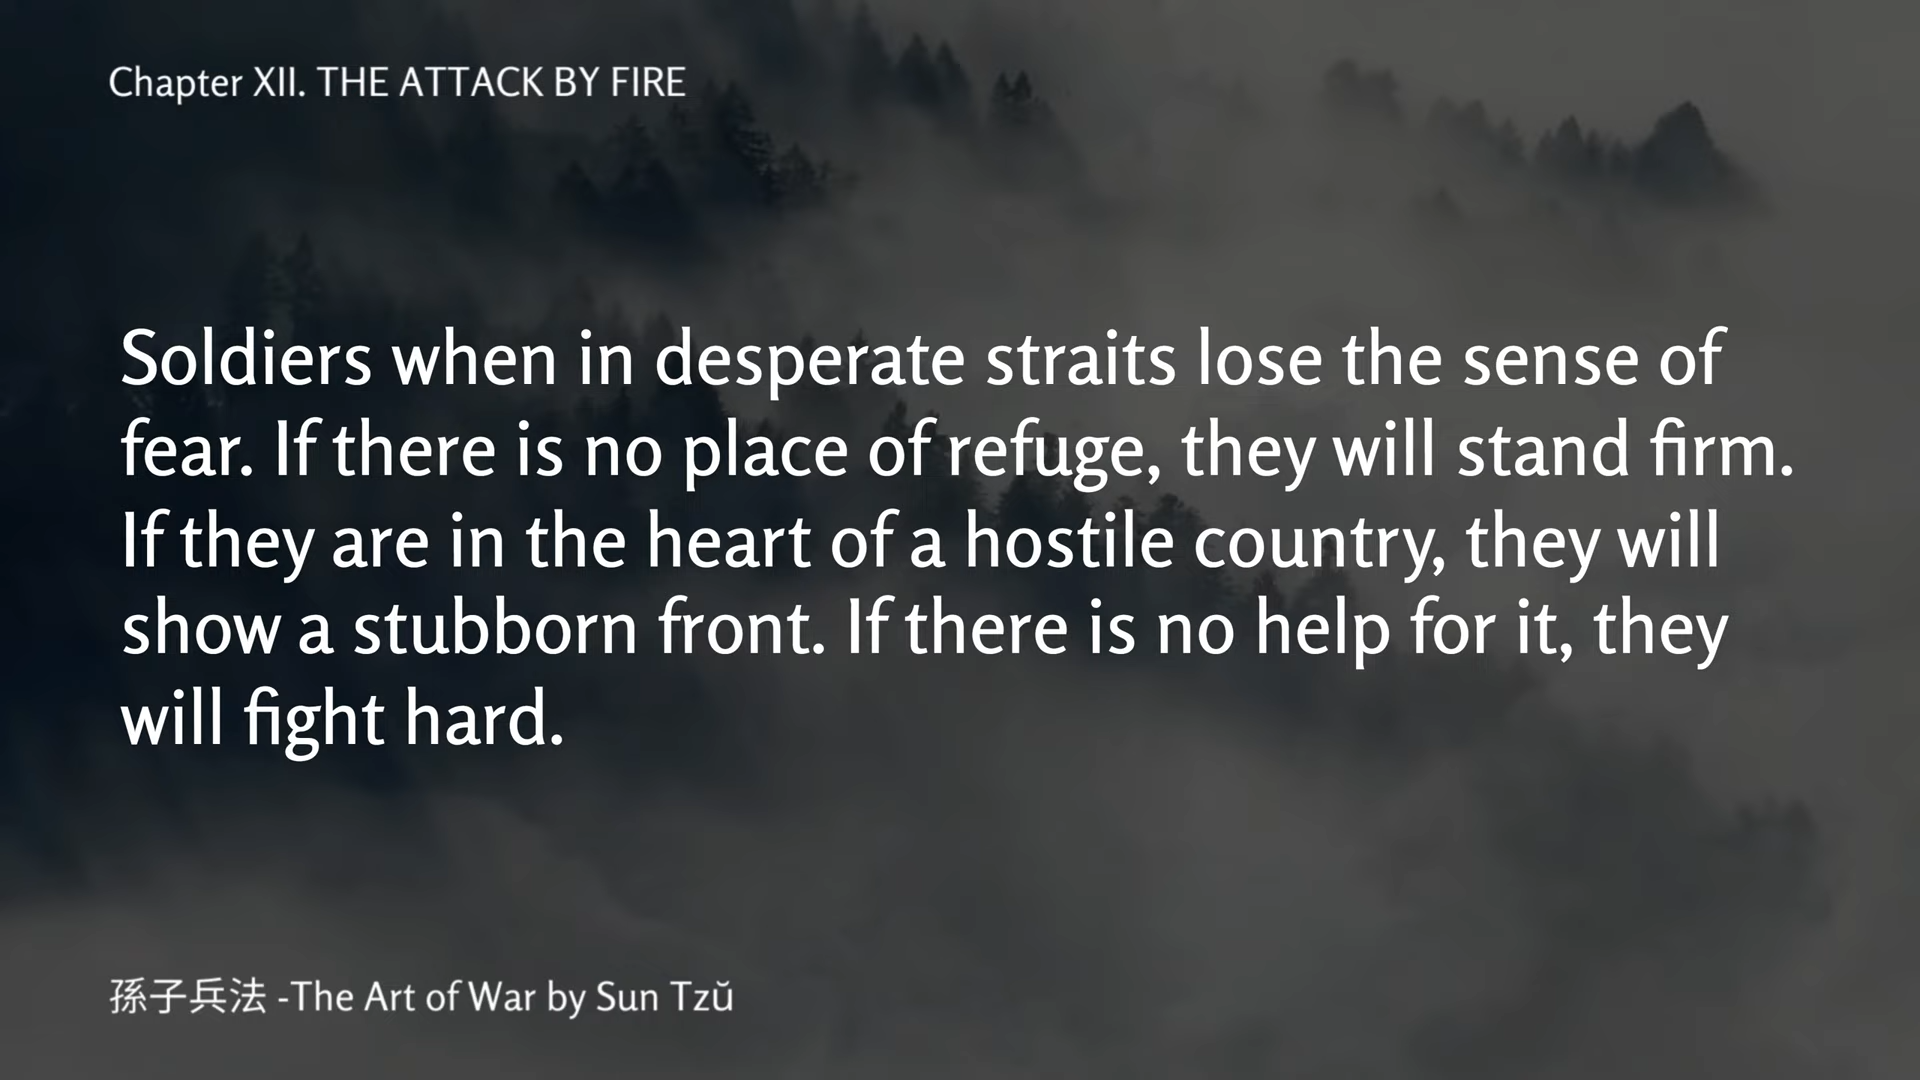 Chapter XII. THE ATTACK BY FIRE
Soldiers when in desperate straits lose the sense of
fear. If there is no place of refuge, they will stand firm.
If they are in the heart of a hostile country, they will
show a stubborn front. If there is no help for it, they
will fight hard.
孫子兵法 -The Art of War by Sun Tzŭ